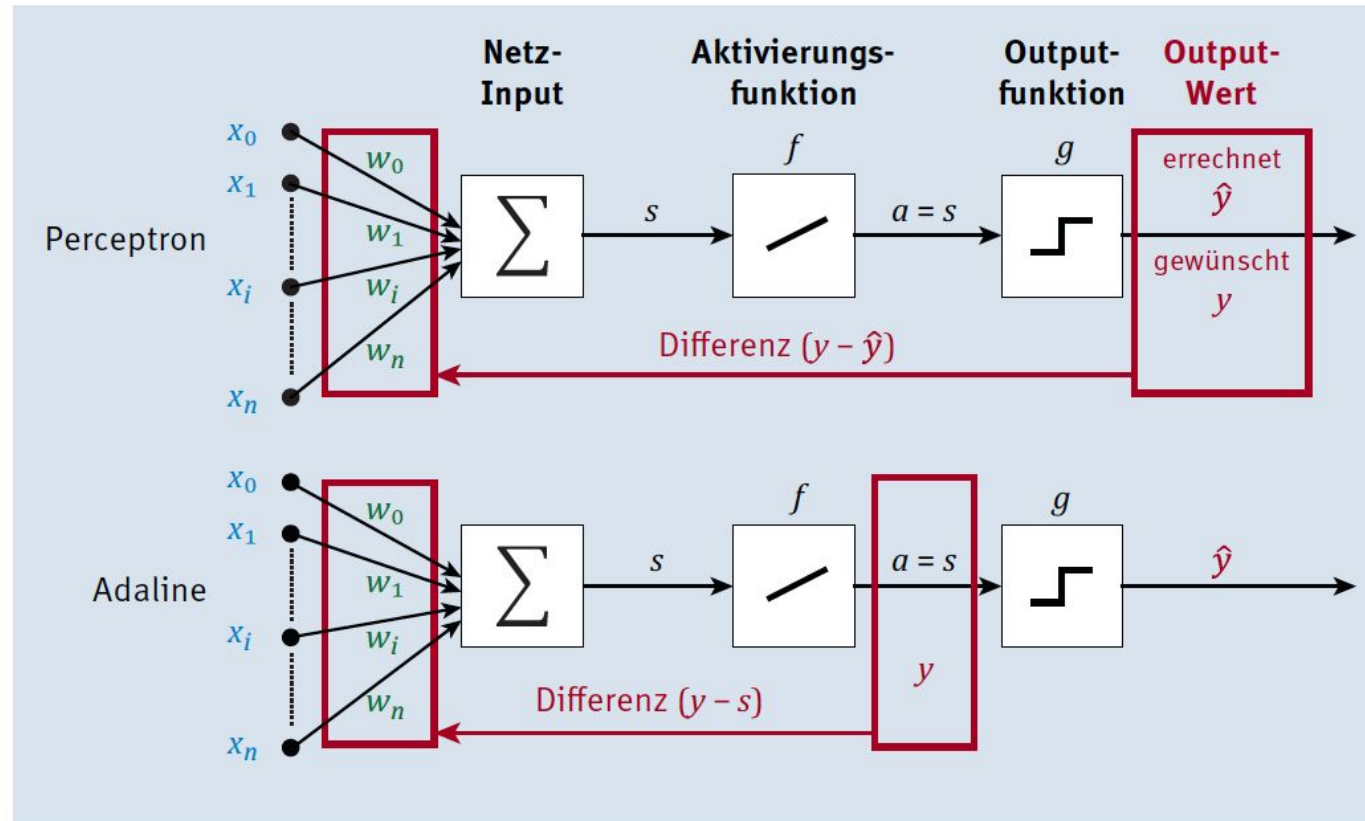 Netz-
Input
Aktivierungs-
funktion
Output-
funktion
Output-
Wert
Perceptron
x₀
x₁
xᵢ
xₙ
w₀
w₁
wᵢ
wₙ
∑
s
f
a = s
g
errechnet
ŷ
gewünscht
y
Differenz (y – ŷ)
Adaline
x₀
x₁
xᵢ
xₙ
w₀
w₁
wᵢ
wₙ
∑
s
f
a = s
y
g
ŷ
Differenz (y – s)